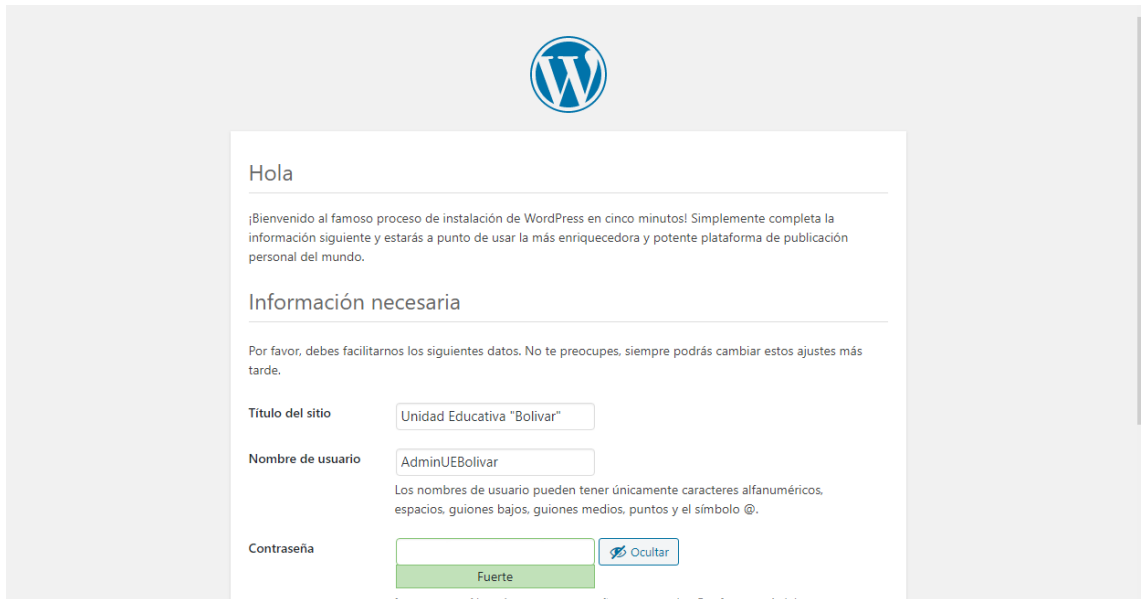 Hola
¡Bienvenido al famoso proceso de instalación de WordPress en cinco minutos! Simplemente completa la
información siguiente y estarás a punto de usar la más enriquecedora y potente plataforma de publicación
personal del mundo.
Información necesaria
Por favor, debes facilitarnos los siguientes datos. No te preocupes, siempre podrás cambiar estos ajustes más
tarde.
Título del sitio
Unidad Educativa "Bolivar"
Nombre de usuario
AdminUEBolivar
Los nombres de usuario pueden tener únicamente caracteres alfanuméricos,
espacios, guiones bajos, guiones medios, puntos y el símbolo @.
Contraseña
Ocultar
Fuerte